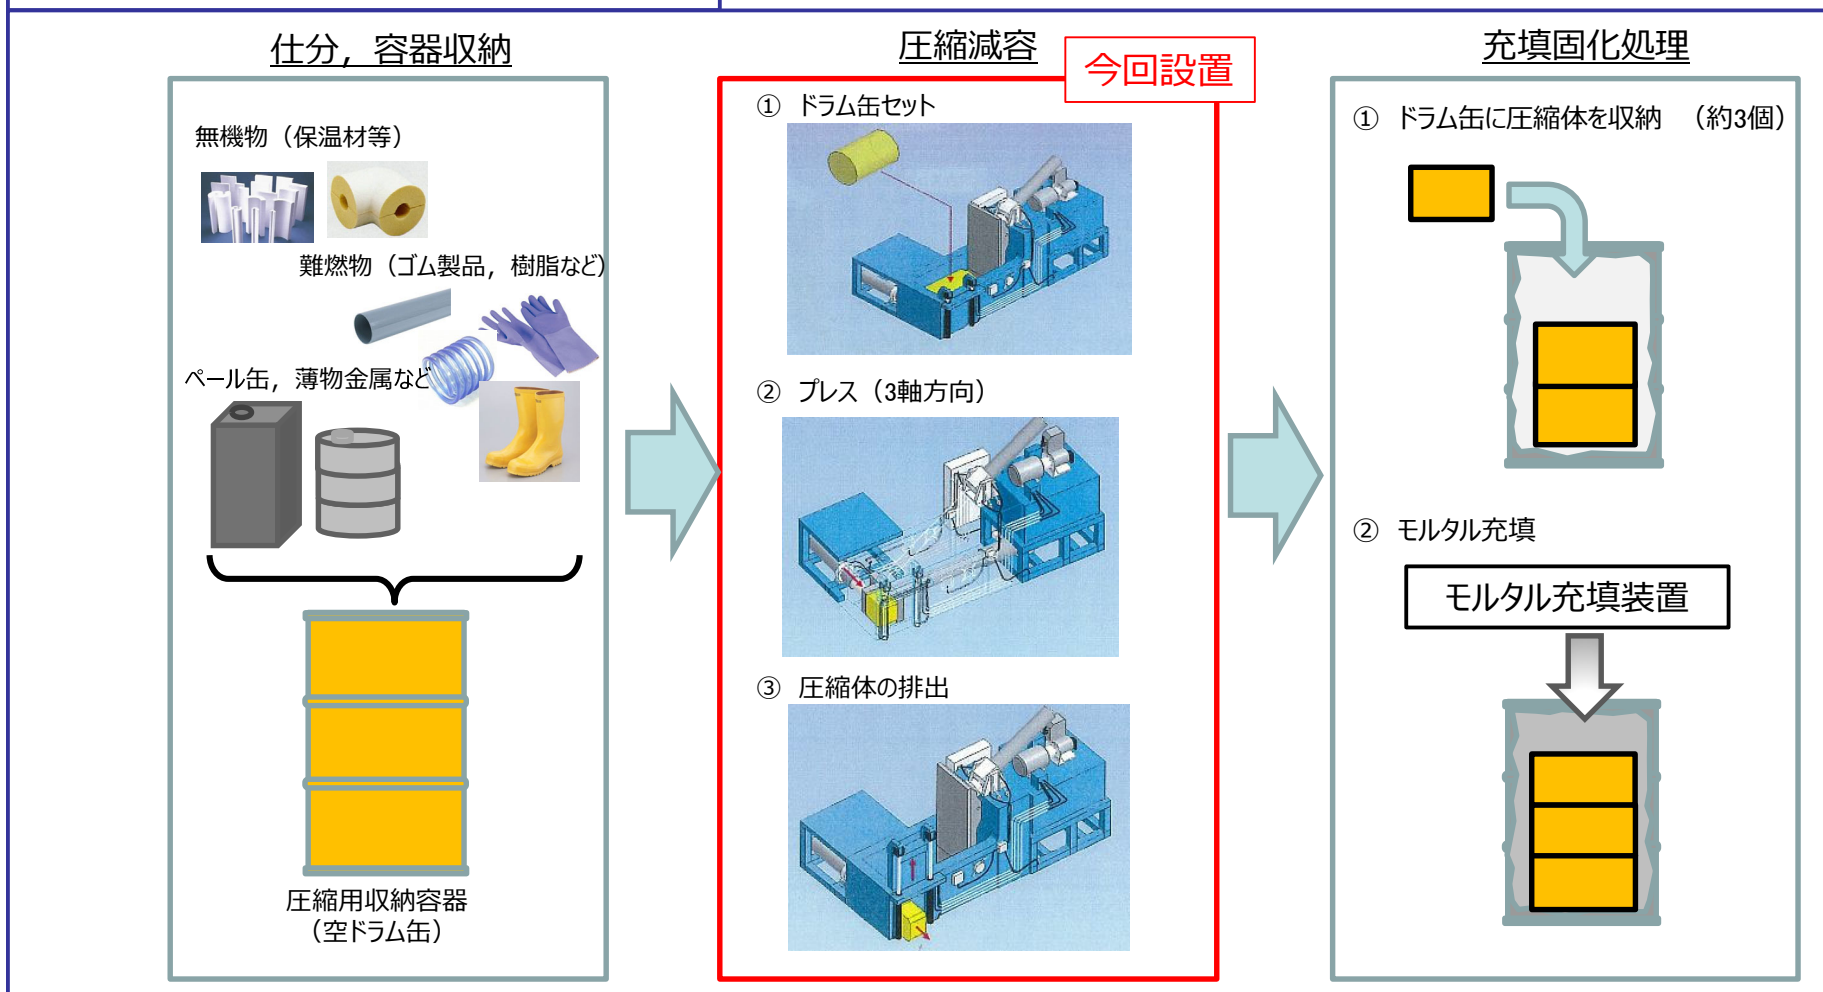 仕分，容器収納
無機物（保温材等）
難燃物（ゴム製品，樹脂など）
ペール缶，薄物金属など
圧縮用収納容器
（空ドラム缶）
圧縮減容
今回設置
① ドラム缶セット
② プレス（3軸方向）
③ 圧縮体の排出
充填固化処理
① ドラム缶に圧縮体を収納 （約3個）
② モルタル充填
モルタル充填装置